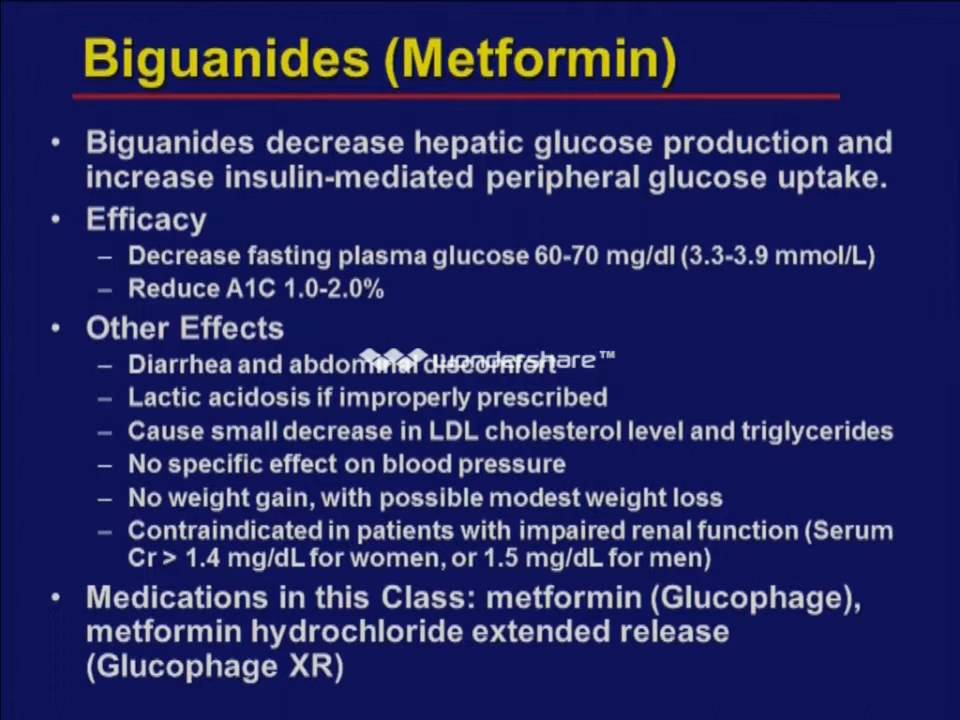 Biguanides (Metformin)
• Biguanides decrease hepatic glucose production and
increase insulin-mediated peripheral glucose uptake.
• Efficacy
– Decrease fasting plasma glucose 60-70 mg/dl (3.3-3.9 mmol/L)
– Reduce A1C 1.0-2.0%
• Other Effects
– Diarrhea and abdominal discomfort
wondershare™
– Lactic acidosis if improperly prescribed
– Cause small decrease in LDL cholesterol level and triglycerides
– No specific effect on blood pressure
– No weight gain, with possible modest weight loss
– Contraindicated in patients with impaired renal function (Serum
Cr > 1.4 mg/dL for women, or 1.5 mg/dL for men)
• Medications in this Class: metformin (Glucophage),
metformin hydrochloride extended release
(Glucophage XR)